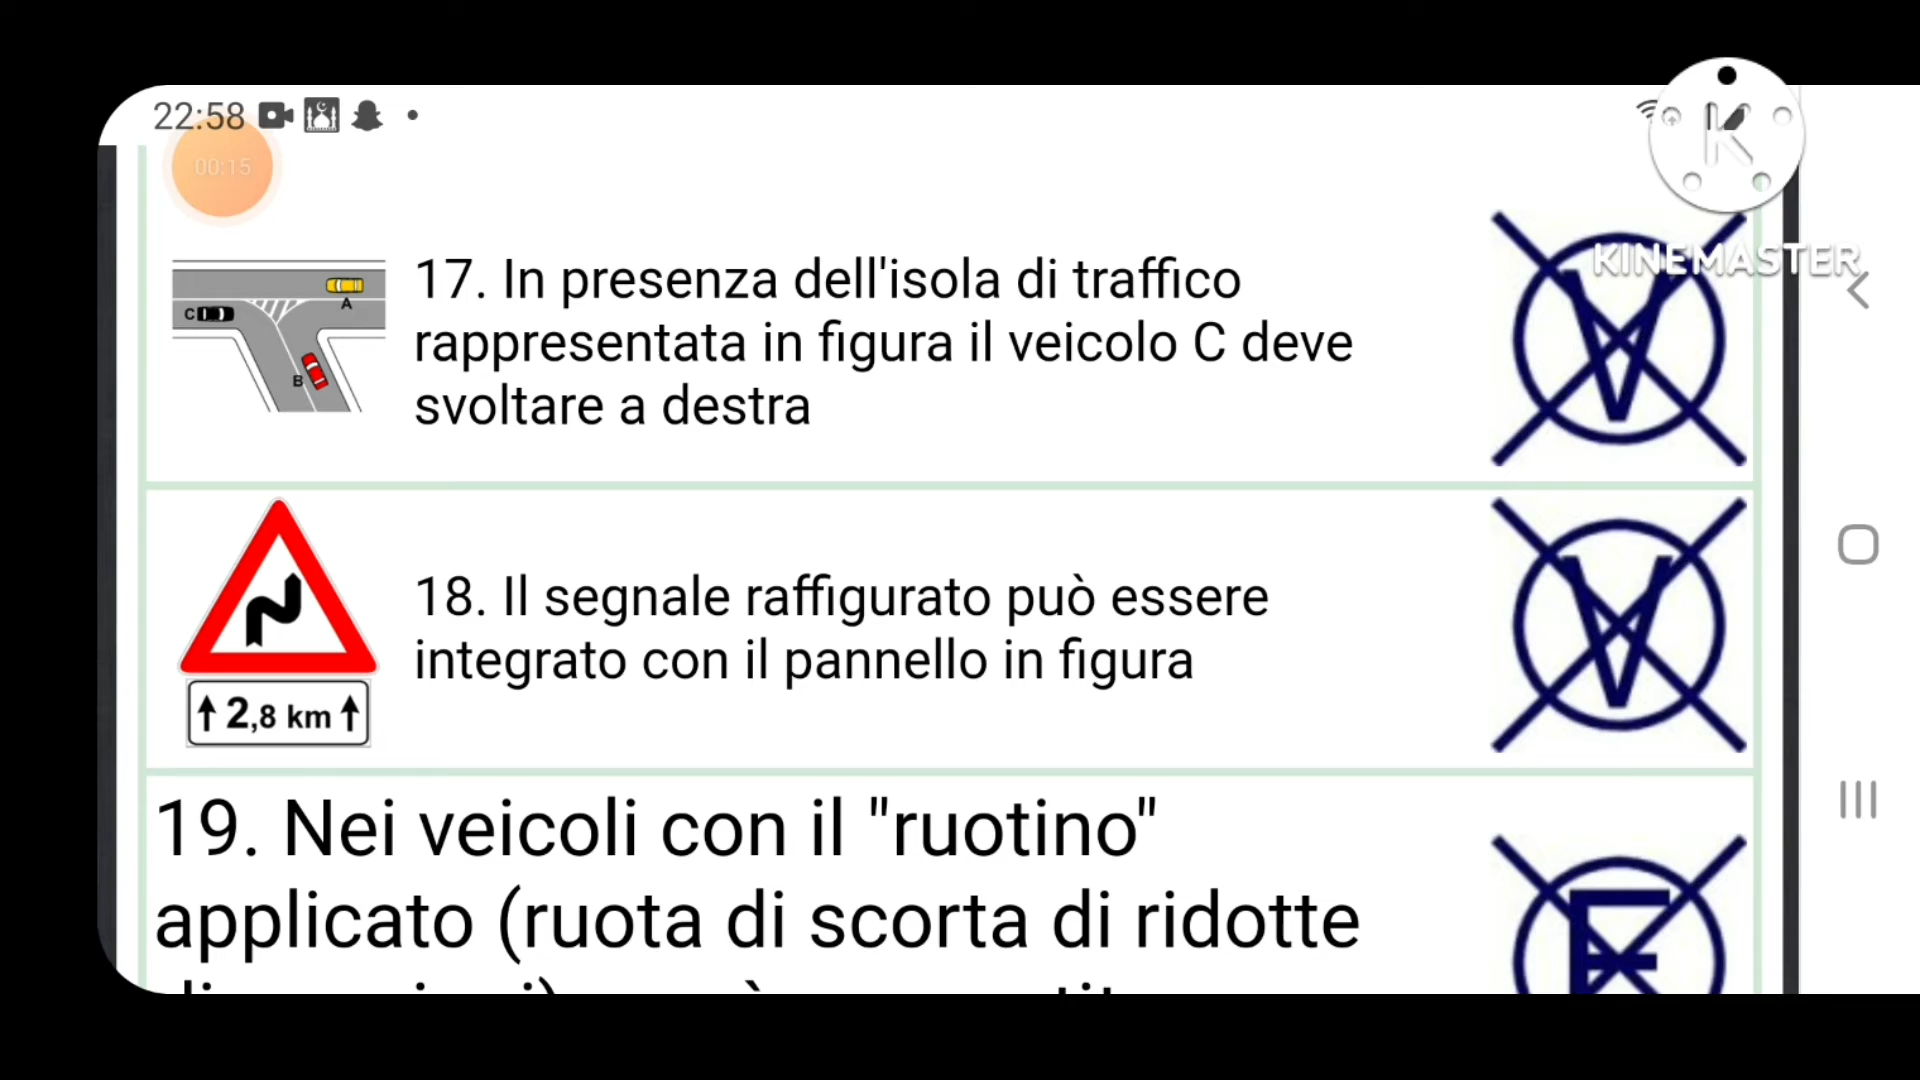 22:58
00:15
KINEMASTER
17. In presenza dell'isola di traffico
rappresentata in figura il veicolo C deve
svoltare a destra
A
C
B
V
18. Il segnale raffigurato può essere
integrato con il pannello in figura
2,8 km
V
19. Nei veicoli con il "ruotino"
applicato (ruota di scorta di ridotte
F